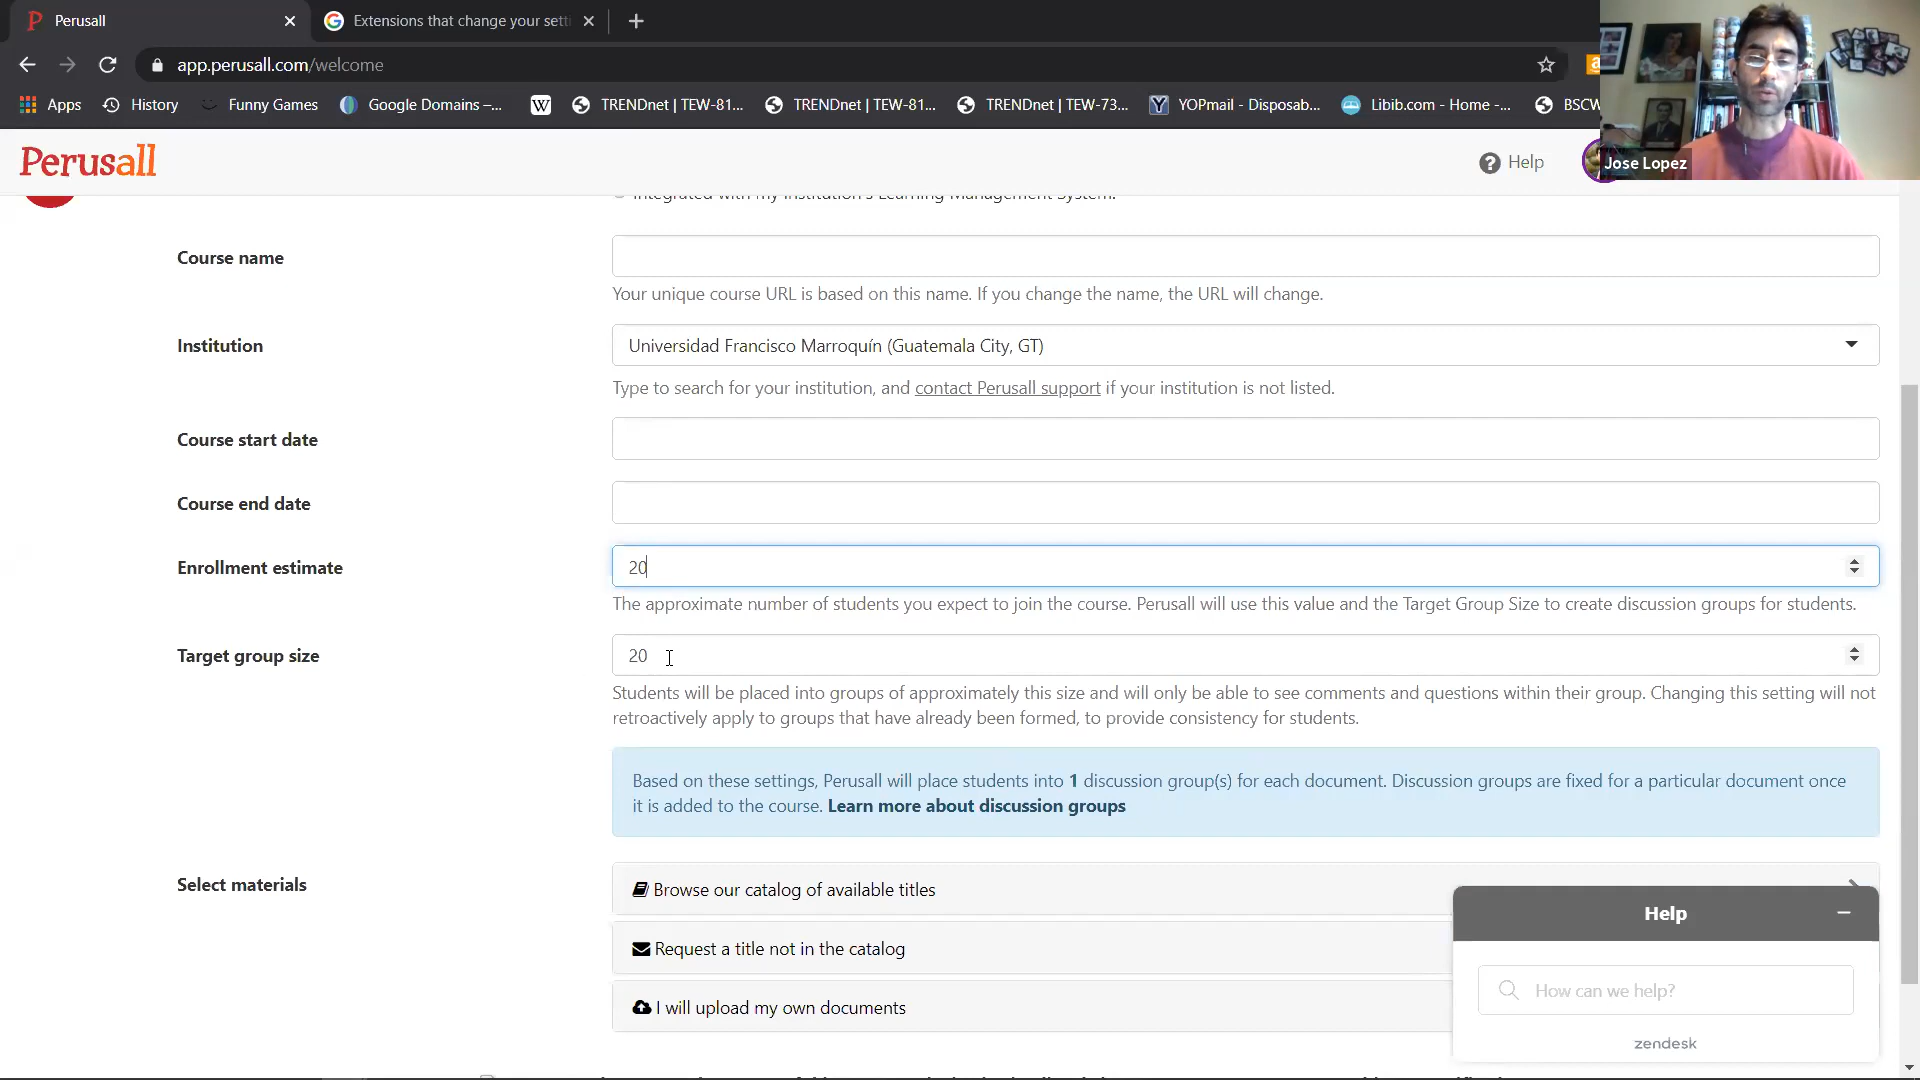 Perusall
Extensions that change your sett
app.perusall.com/welcome
Apps
History
Funny Games
Google Domains –...
W
TRENDnet | TEW-81...
TRENDnet | TEW-81...
TRENDnet | TEW-73...
YOPmail - Disposab...
Libib.com - Home -...
BSCW
Jose Lopez
Perusall
Help
Integrated with my institution's Learning Management System.
Course name
Your unique course URL is based on this name. If you change the name, the URL will change.
Institution
Universidad Francisco Marroquín (Guatemala City, GT)
Type to search for your institution, and contact Perusall support if your institution is not listed.
Course start date
Course end date
Enrollment estimate
20
The approximate number of students you expect to join the course. Perusall will use this value and the Target Group Size to create discussion groups for students.
Target group size
20
Students will be placed into groups of approximately this size and will only be able to see comments and questions within their group. Changing this setting will not
retroactively apply to groups that have already been formed, to provide consistency for students.
Based on these settings, Perusall will place students into 1 discussion group(s) for each document. Discussion groups are fixed for a particular document once
it is added to the course. Learn more about discussion groups
Select materials
Browse our catalog of available titles
Request a title not in the catalog
I will upload my own documents
Help
How can we help?
zendesk